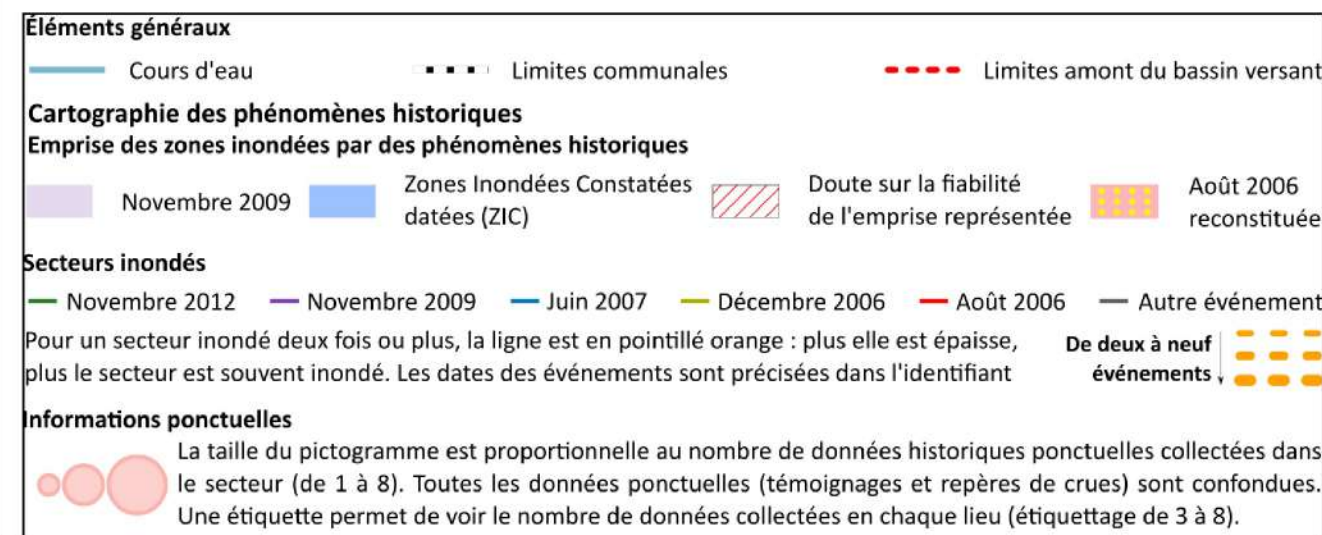 Éléments généraux
Cours d'eau Limites communales Limites amont du bassin versant
Cartographie des phénomènes historiques
Emprise des zones inondées par des phénomènes historiques
Novembre 2009
Zones Inondées Constatées
datées (ZIC)
Doute sur la fiabilité
de l'emprise représentée
Août 2006
reconstituée
Secteurs inondés
Novembre 2012 Novembre 2009 Juin 2007 Décembre 2006 Août 2006 Autre événement
Pour un secteur inondé deux fois ou plus, la ligne est en pointillé orange : plus elle est épaisse,
plus le secteur est souvent inondé. Les dates des événements sont précisées dans l'identifiant
De deux à neuf
événements
Informations ponctuelles
La taille du pictogramme est proportionnelle au nombre de données historiques ponctuelles collectées dans
le secteur (de 1 à 8). Toutes les données ponctuelles (témoignages et repères de crues) sont confondues.
Une étiquette permet de voir le nombre de données collectées en chaque lieu (étiquettage de 3 à 8).